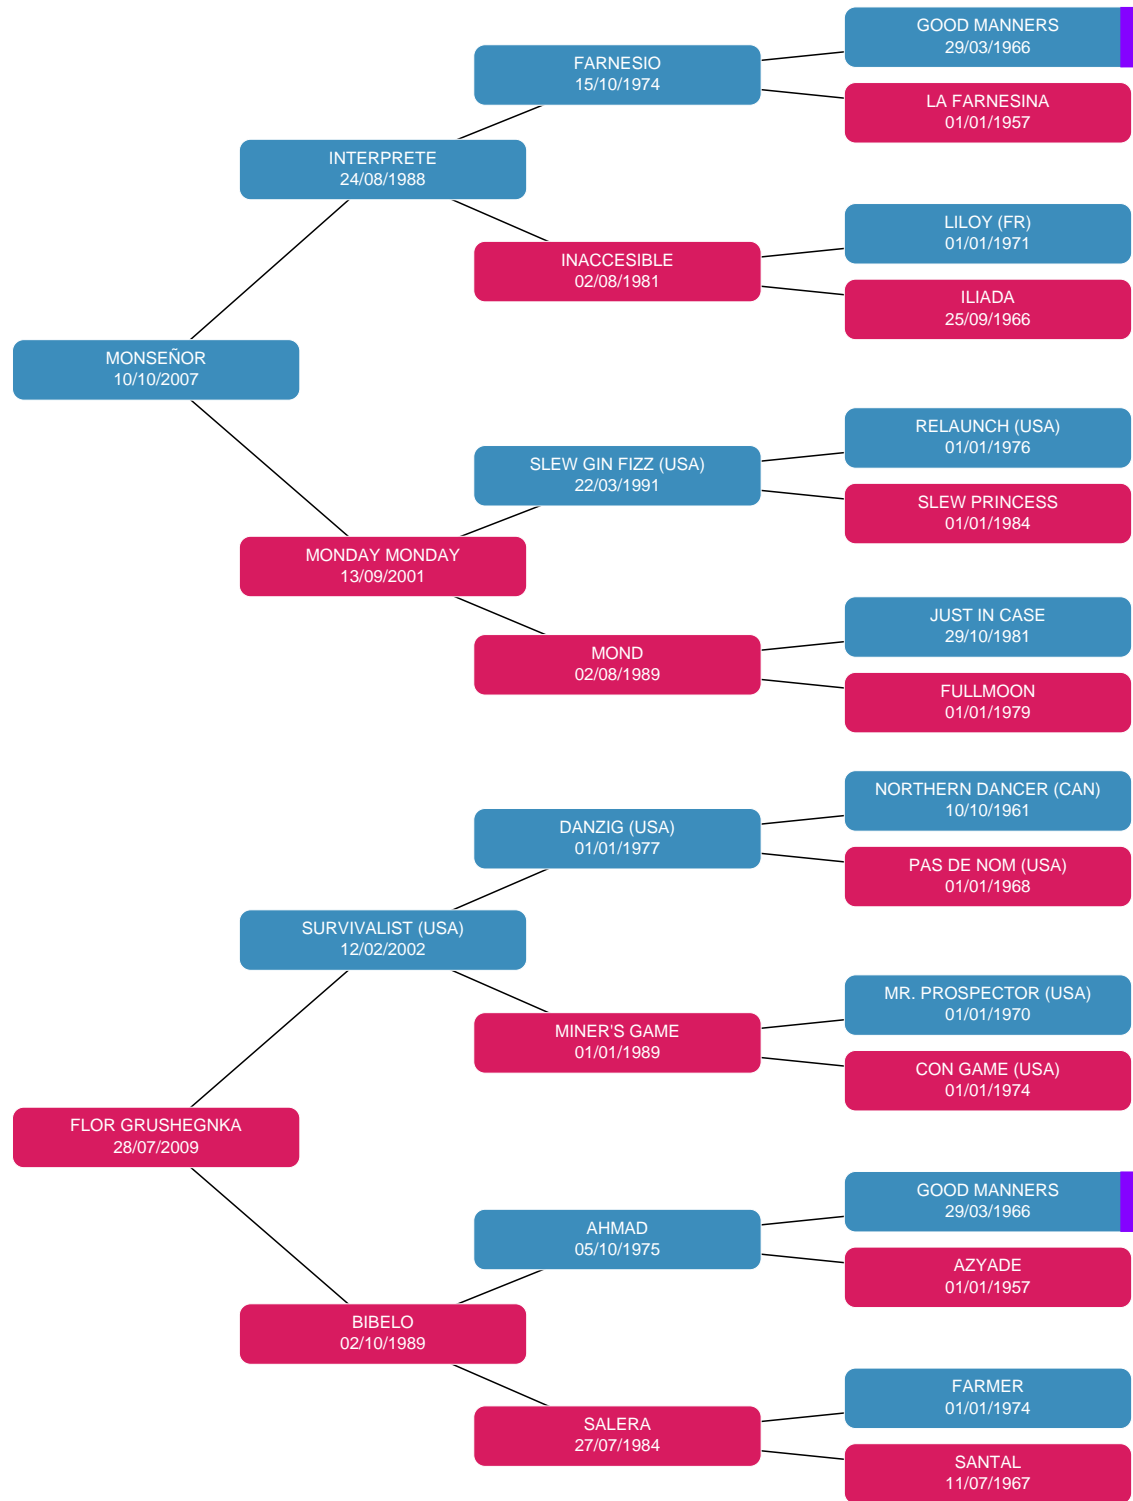 GOOD MANNERS
29/03/1966
FARNESIO
15/10/1974
LA FARNESINA
01/01/1957
INTERPRETE
24/08/1988
LILOY (FR)
01/01/1971
INACCESIBLE
02/08/1981
ILIADA
25/09/1966
MONSEÑOR
10/10/2007
RELAUNCH (USA)
01/01/1976
SLEW GIN FIZZ (USA)
22/03/1991
SLEW PRINCESS
01/01/1984
MONDAY MONDAY
13/09/2001
JUST IN CASE
29/10/1981
MOND
02/08/1989
FULLMOON
01/01/1979
NORTHERN DANCER (CAN)
10/10/1961
DANZIG (USA)
01/01/1977
PAS DE NOM (USA)
01/01/1968
SURVIVALIST (USA)
12/02/2002
MR. PROSPECTOR (USA)
01/01/1970
MINER'S GAME
01/01/1989
CON GAME (USA)
01/01/1974
FLOR GRUSHEGNKA
28/07/2009
GOOD MANNERS
29/03/1966
AHMAD
05/10/1975
AZYADE
01/01/1957
BIBELO
02/10/1989
FARMER
01/01/1974
SALERA
27/07/1984
SANTAL
11/07/1967